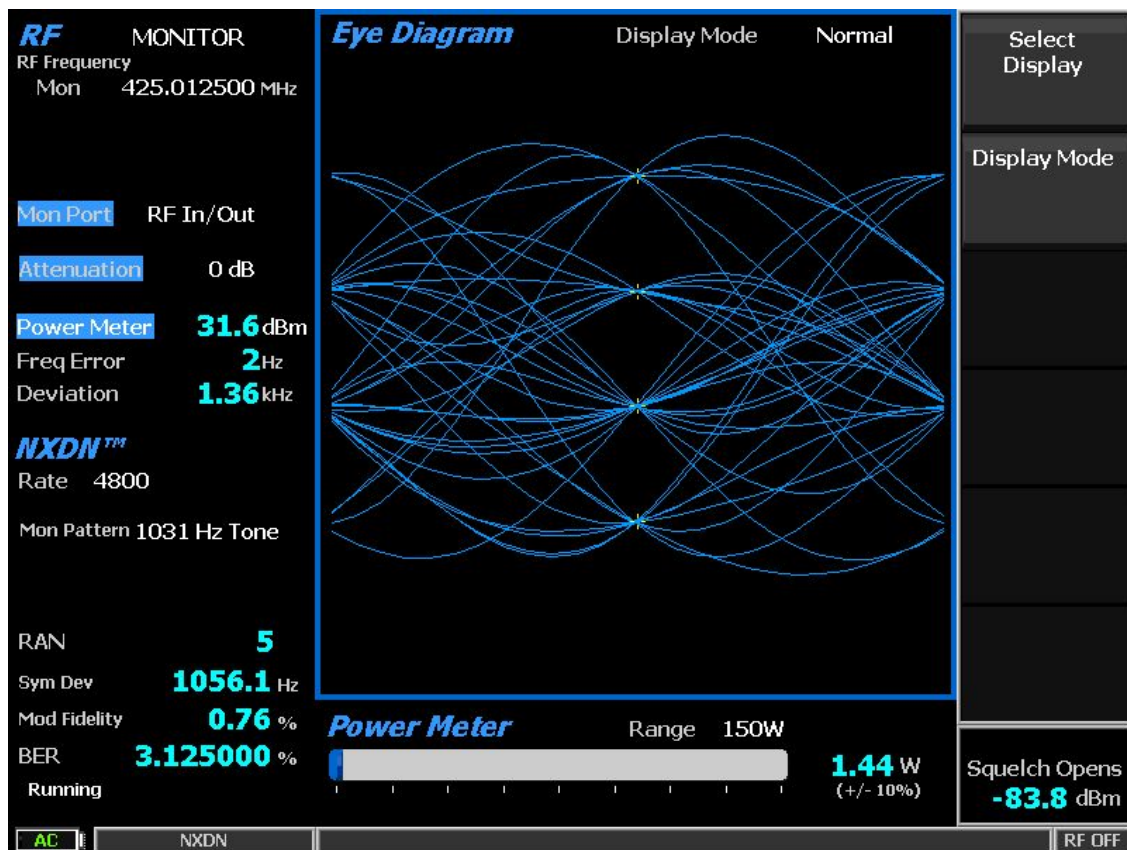 RF MONITOR
RF Frequency
Mon 425.012500 MHz
Mon Port RF In/Out
Attenuation 0 dB
Power Meter 31.6 dBm
Freq Error 2 Hz
Deviation 1.36 kHz
NXDN™
Rate 4800
Mon Pattern 1031 Hz Tone
RAN 5
Sym Dev 1056.1 Hz
Mod Fidelity 0.76 %
BER 3.125000 %
Running
Eye Diagram Display Mode Normal
Power Meter Range 150W
1.44 W
(+/- 10%)
Select
Display
Display Mode
Squelch Opens
-83.8 dBm
AC NXDN RF OFF